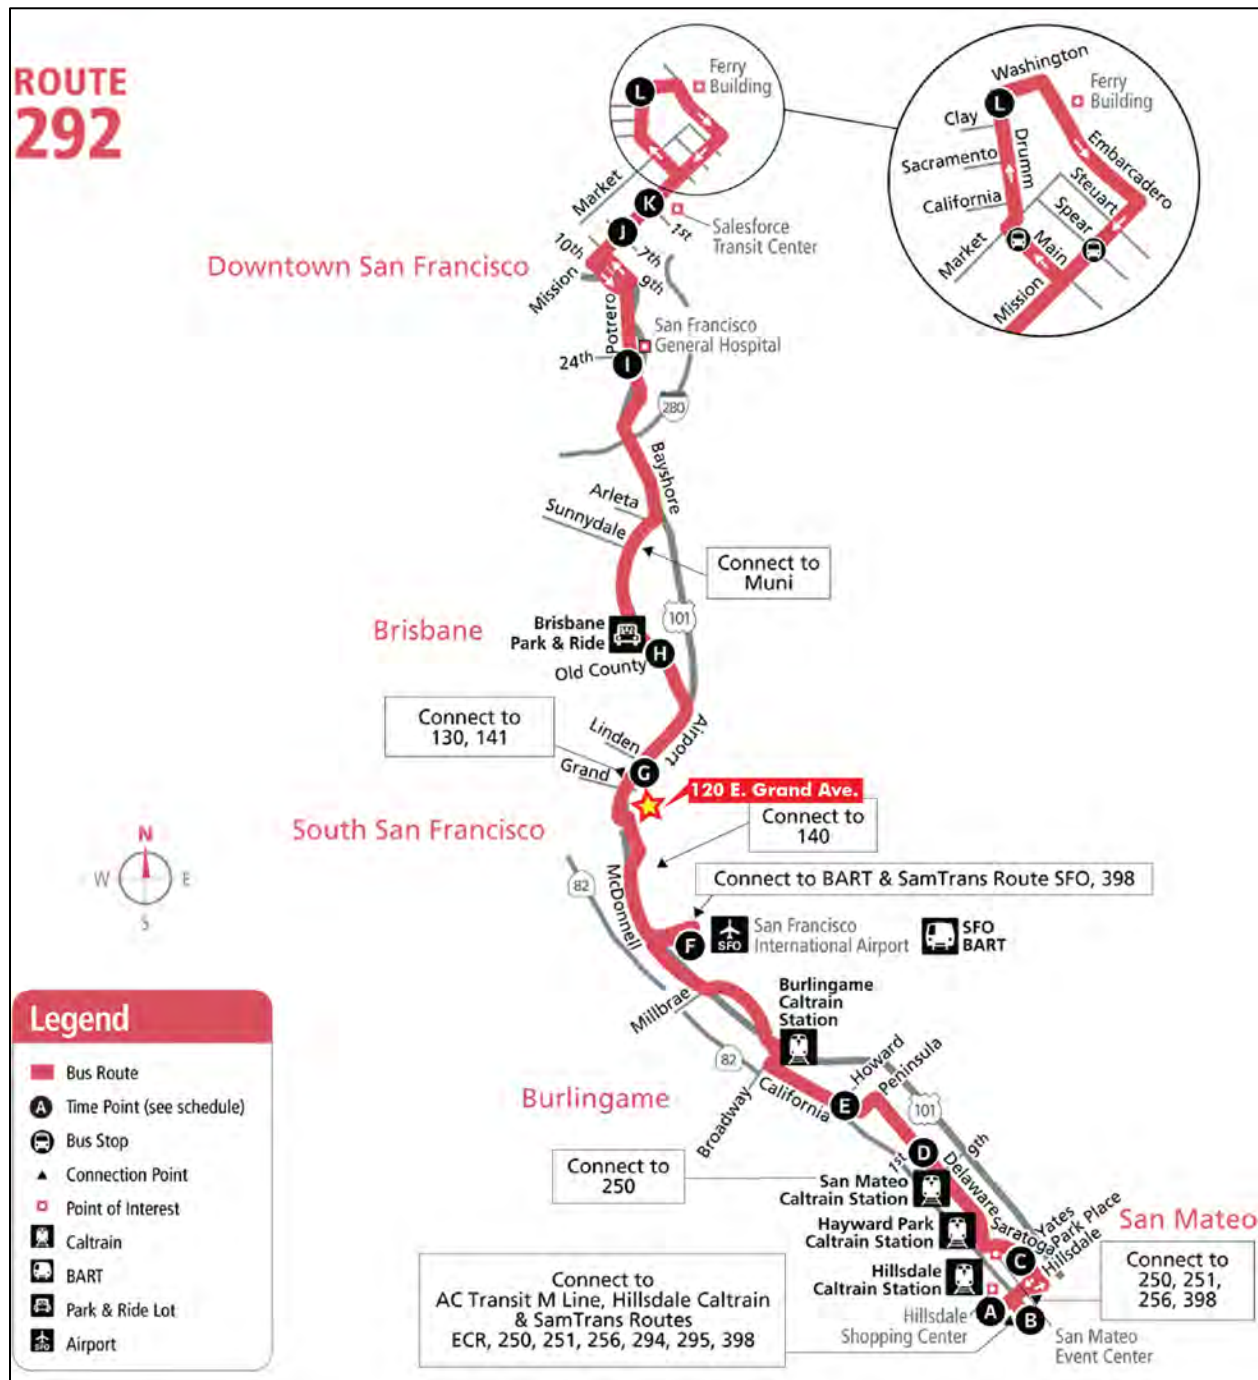 ROUTE
292
Ferry
Building
L
Market
K
1st
J
7th
10th
9th
Mission
Salesforce
Transit Center
Washington
Ferry
Building
L
Clay
Drumm
Embarcadero
Sacramento
Steuart
California
Spear
Market
Main
Mission
Downtown San Francisco
Potrero
San Francisco
General Hospital
24th
I
280
Bayshore
Arleta
Sunnydale
Connect to
Muni
101
Brisbane
Brisbane
Park & Ride
H
Old County
Connect to
130, 141
Linden
Airport
Grand
G
120 E. Grand Ave.
South San Francisco
Connect to
140
N
W
E
S
82
McDonnell
Connect to BART & SamTrans Route SFO, 398
F
SFO
San Francisco
International Airport
SFO
BART
Millbrae
Burlingame
Caltrain
Station
82
Howard
Peninsula
Burlingame
Broadway
California
E
101
9th
1st
D
Delaware
Connect to
250
San Mateo
Caltrain Station
Hayward Park
Caltrain Station
Saratoga
Yates
Park Place
Hillsdale
San Mateo
C
Hillsdale
Caltrain Station
Connect to
250, 251,
256, 398
Connect to
AC Transit M Line, Hillsdale Caltrain
& SamTrans Routes
ECR, 250, 251, 256, 294, 295, 398
A
B
Hillsdale
Shopping Center
San Mateo
Event Center
Legend
Bus Route
A
Time Point (see schedule)
Bus Stop
Connection Point
Point of Interest
Caltrain
BART
Park & Ride Lot
SFO
Airport